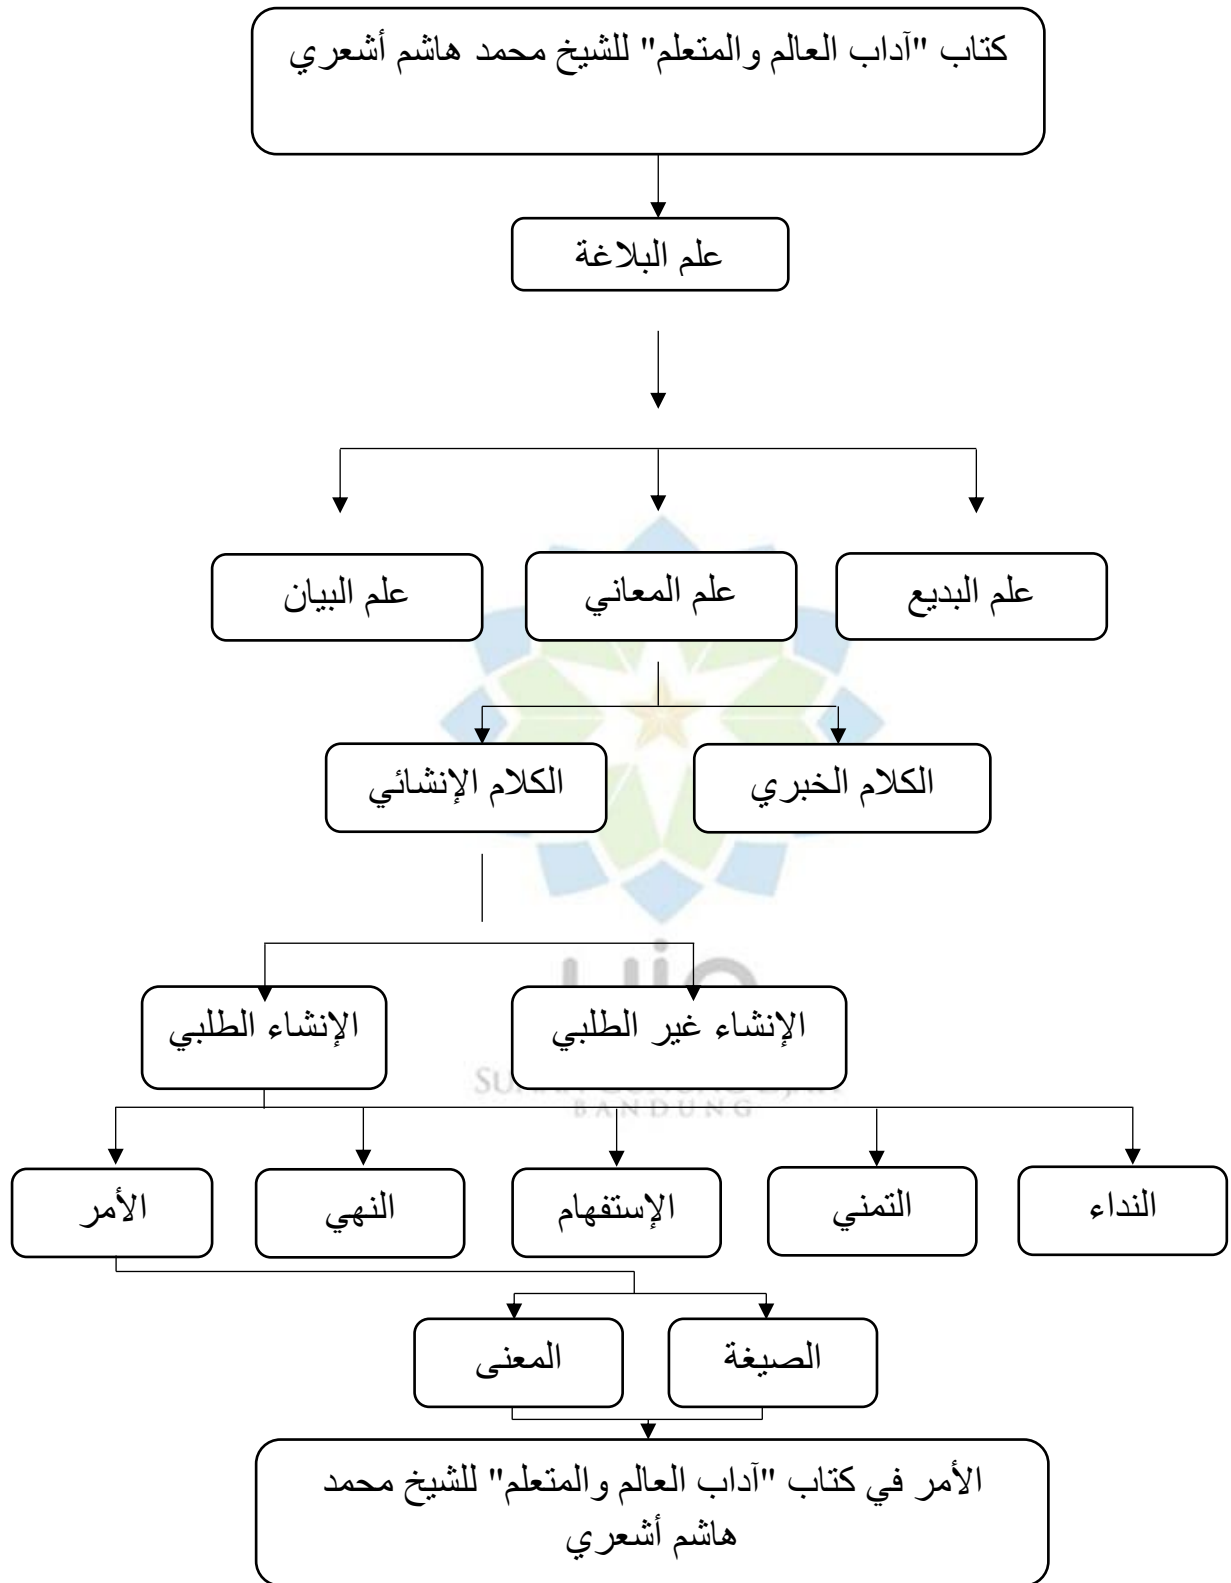 كتاب "آداب العالم والمتعلم" للشيخ محمد هاشم أشعري
علم البلاغة
علم البديع
علم المعاني
علم البيان
الكلام الخبري
الكلام الإنشائي
الإنشاء غير الطلبي
الإنشاء الطلبي
BANDUNG
النداء
التمني
الإستفهام
النهي
الأمر
الصيغة
المعنى
الأمر في كتاب "آداب العالم والمتعلم" للشيخ محمد
هاشم أشعري